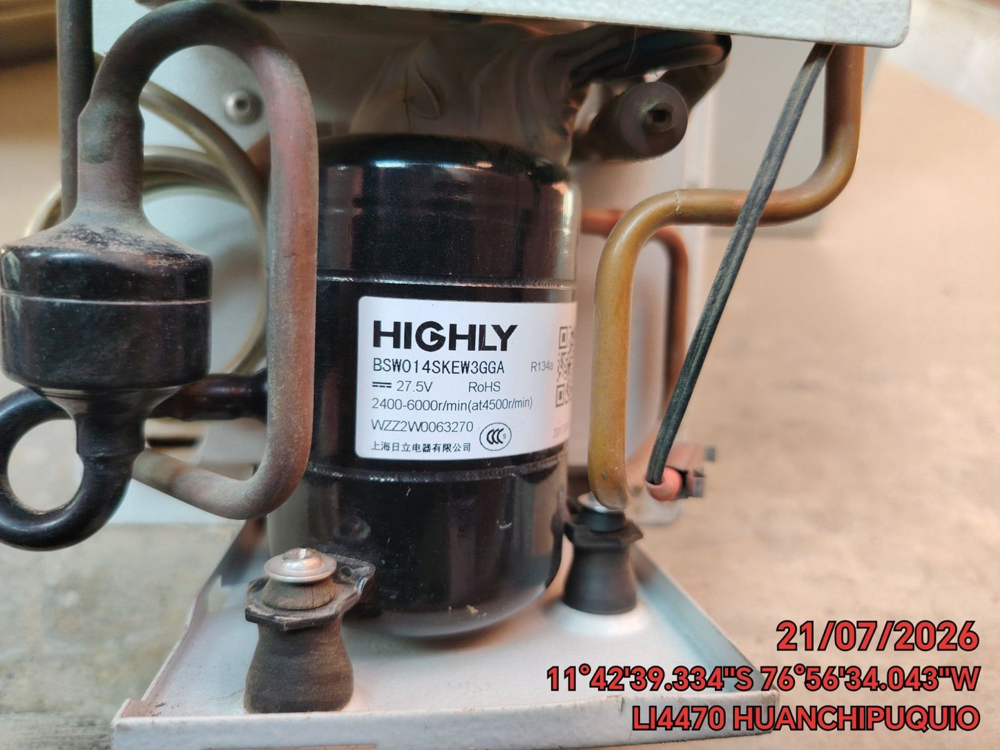 HIGHLY
BSW014SKEW3GGA R134a
27.5V RoHS
2400-6000r/min(at4500r/min)
WZZ2W0063270
CCC S
上海日立电器有限公司
21/07/2026
11°42'39.334"S 76°56'34.043"W
LI4470 HUANCHIPUQUIO